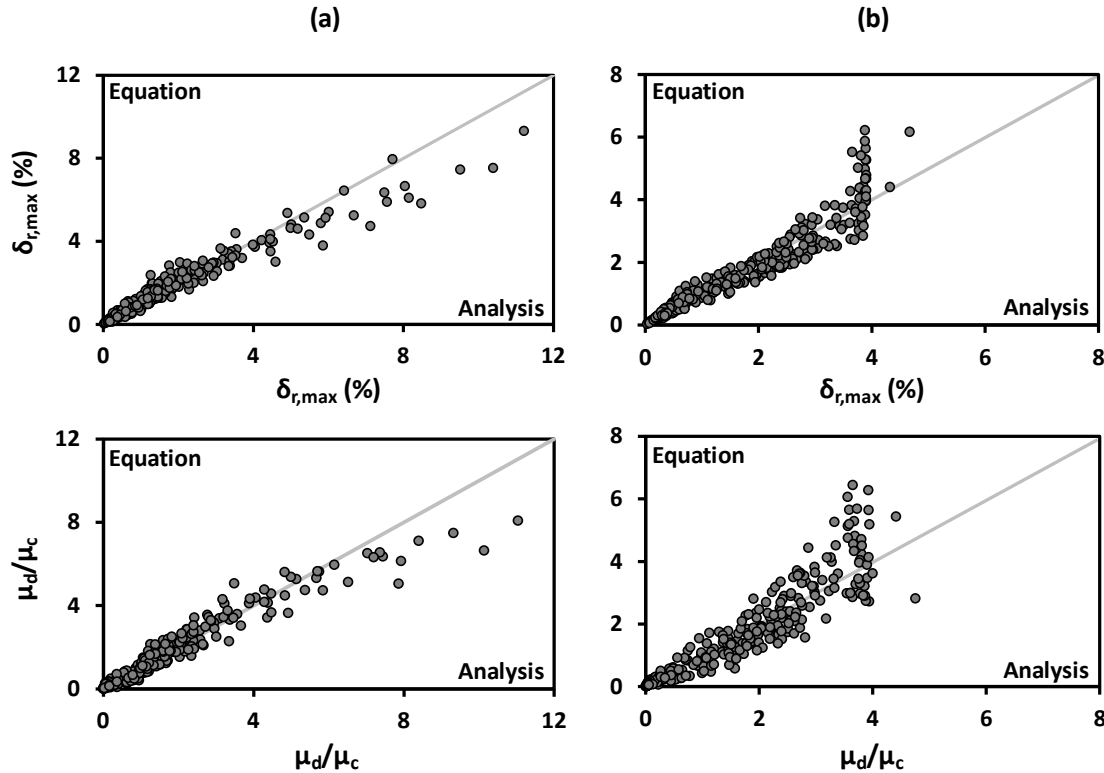 (a)
(b)
12
8
4
0
δr,max (%)
Equation
Analysis
0
4
8
12
δr,max (%)
8
6
4
2
0
Equation
Analysis
0
2
4
6
8
δr,max (%)
12
8
4
0
μd/μc
Equation
Analysis
0
4
8
12
μd/μc
8
6
4
2
0
Equation
Analysis
0
2
4
6
8
μd/μc